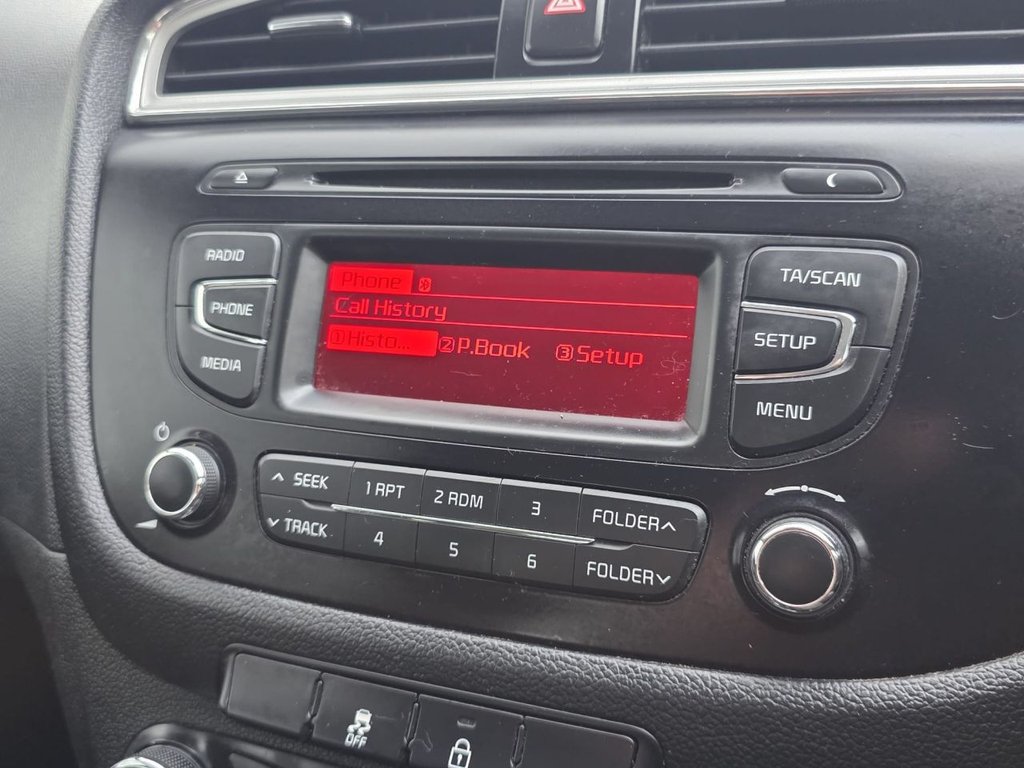 RADIO
PHONE
MEDIA
Phone
Call History
①Histo... ②P.Book ③Setup
TA/SCAN
SETUP
MENU
SEEK 1 RPT 2 RDM 3 FOLDER
TRACK 4 5 6 FOLDER
OFF